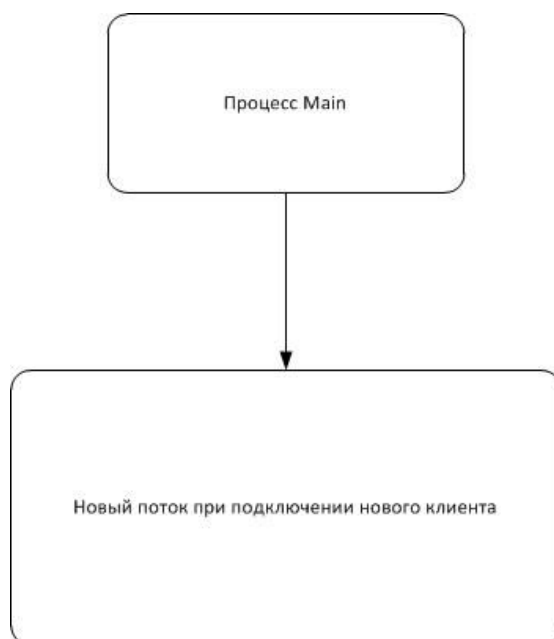 Процесс Main
Новый поток при подключении нового клиента